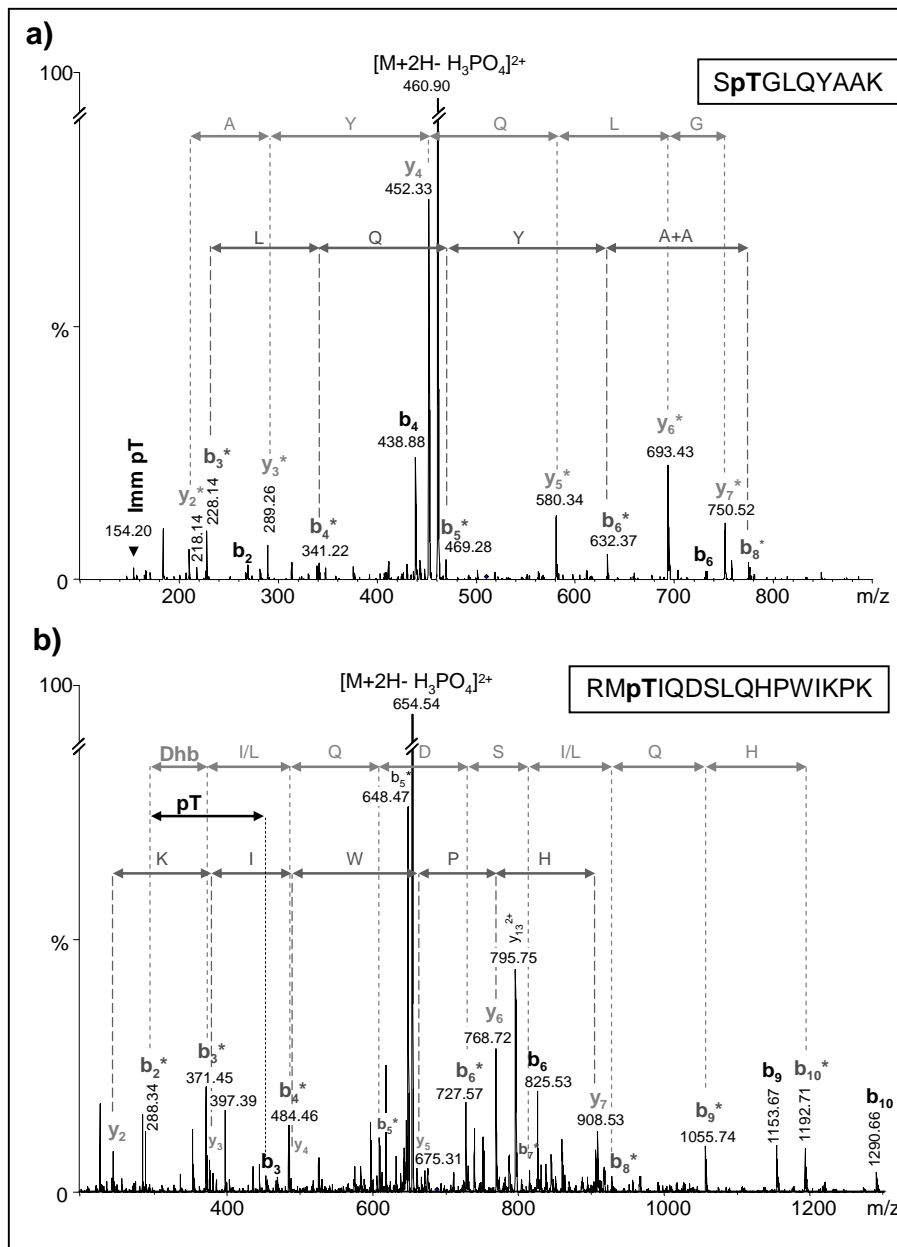 a)
[M+2H- H₃PO₄]²⁺
100
460.90
SpTGLQYAAK
A Y Q L G
y₄
452.33
L Q Y A+A
%
b₄
438.88
y₆*
693.43
Imm pT
154.20
y₂*
218.14
b₃*
228.14
b₂
y₃*
289.26
b₄*
341.22
b₅*
469.28
y₅*
580.34
b₆*
632.37
y₇*
750.52
b₆
b₈*
0
200 400 600 800 m/z
b)
[M+2H- H₃PO₄]²⁺
100
654.54
RMpTIQDSLQHPWIKPK
Dhb I/L Q D S I/L Q H
b₅*
648.47
pT
K I W P H
%
y₁₃²⁺
795.75
y₆
768.72
y₂
b₂*
288.34
b₃*
371.45
397.39
y₃
b₃
b₄*
484.46
y₄
b₅*
y₅
675.31
b₆*
727.57
b₇*
b₆
825.53
y₇
908.53
b₈*
b₉*
1055.74
b₉
1153.67
b₁₀*
1192.71
b₁₀
1290.66
0
400 600 800 1000 1200 m/z